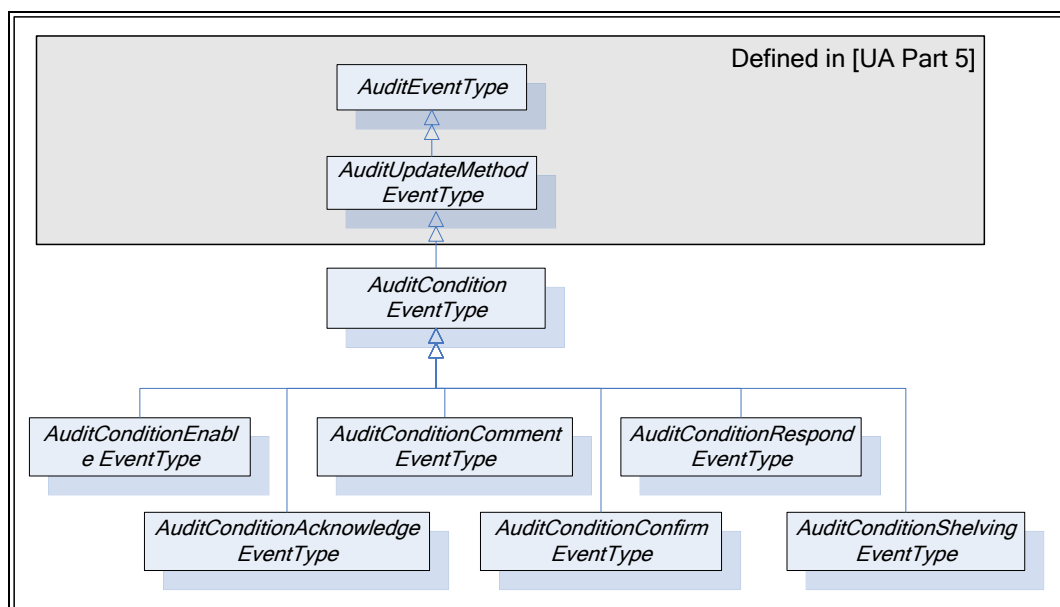 Defined in [UA Part 5]
AuditEventType
AuditUpdateMethod
EventType
AuditCondition
EventType
AuditConditionEnabl
e EventType
AuditConditionComment
EventType
AuditConditionRespond
EventType
AuditConditionAcknowledge
EventType
AuditConditionConfirm
EventType
AuditConditionShelving
EventType